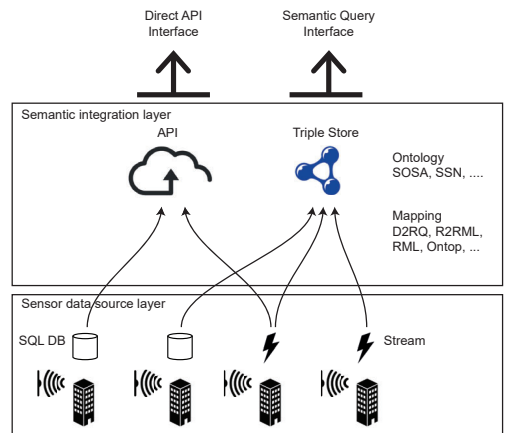 Direct API
Interface
Semantic Query
Interface
Semantic integration layer
API
Triple Store
Ontology
SOSA, SSN, ....
Mapping
D2RQ, R2RML,
RML, Ontop, ...
Sensor data source layer
SQL DB
Stream